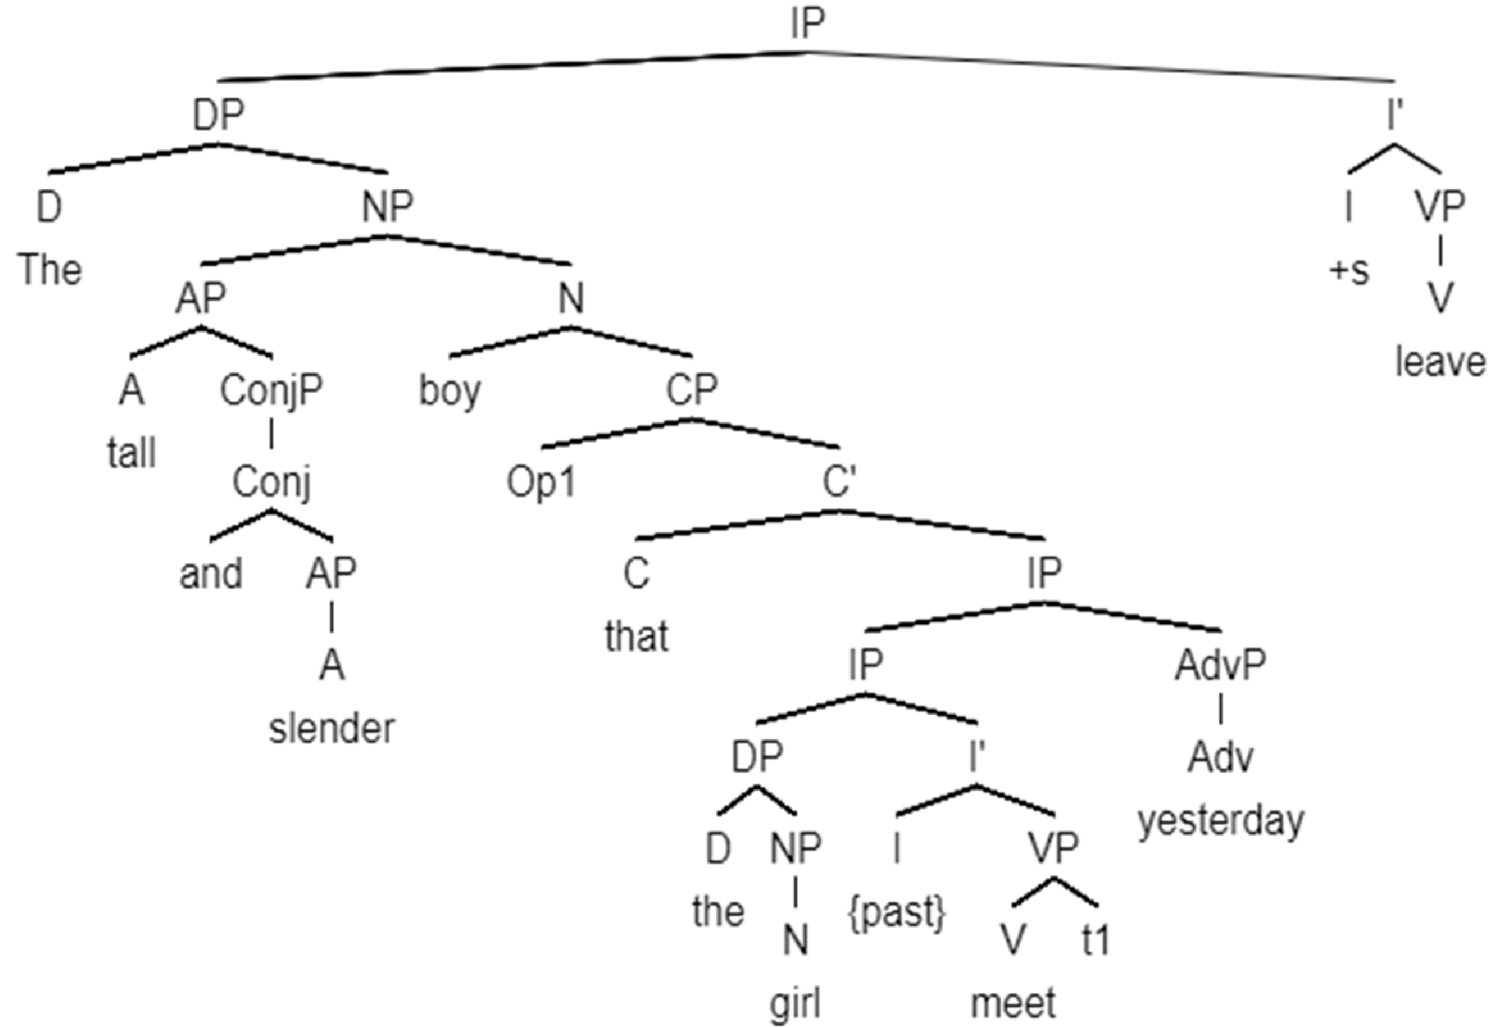 IP
DP I'
D NP I VP
The +s
AP N V
A ConjP boy CP leave
tall
Conj Op1 C'
and AP C IP
that
A IP AdvP
slender
DP I' Adv
yesterday
D NP I VP
the {past}
N V t1
girl meet